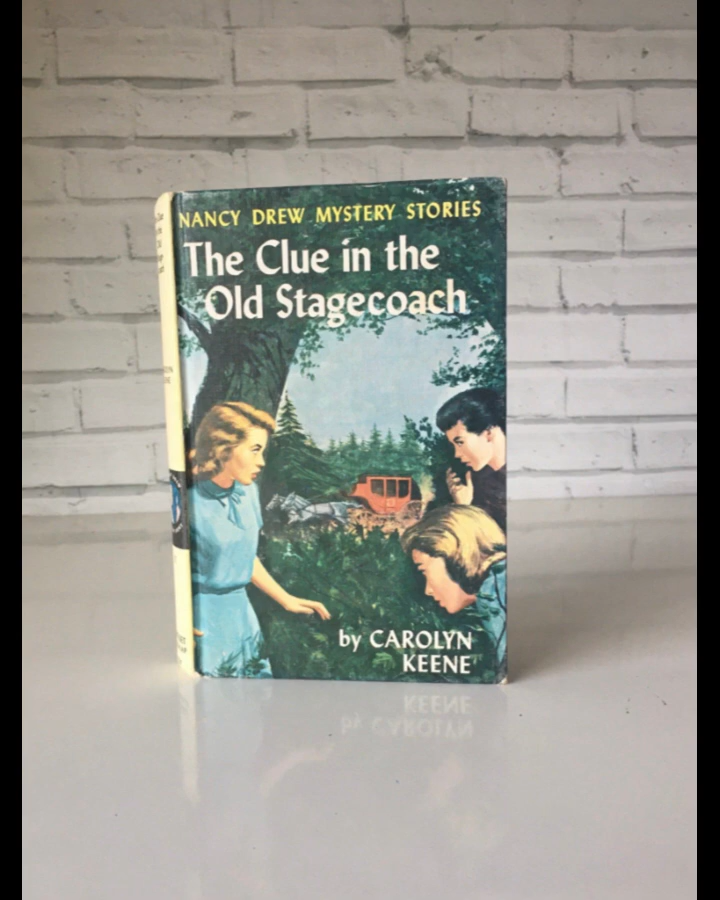 NANCY DREW MYSTERY STORIES
The Clue in the
Old Stagecoach
by CAROLYN
KEENE